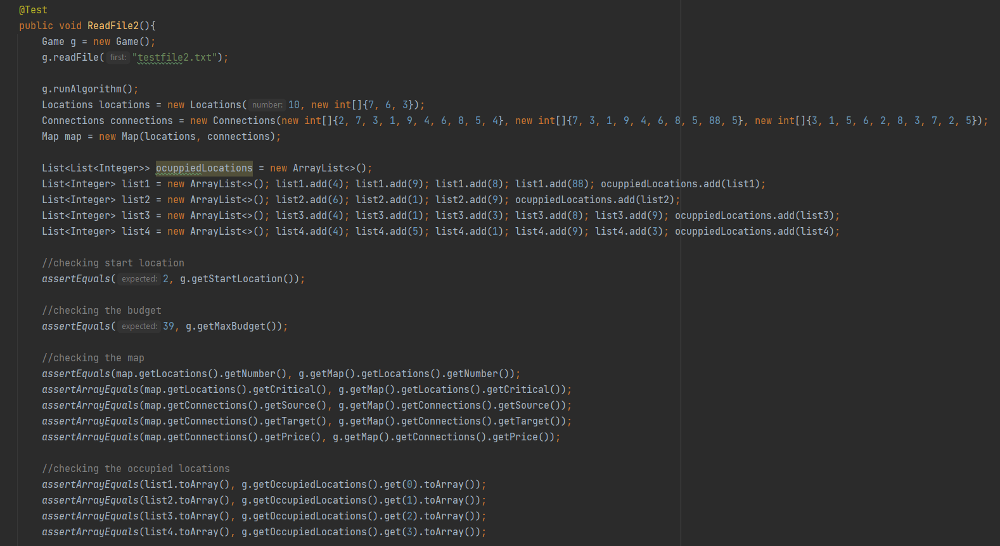 @Test
public void ReadFile2(){
Game g = new Game();
g.readFile( first: "testfile2.txt");
g.runAlgorithm();
Locations locations = new Locations( number: 10, new int[]{7, 6, 3});
Connections connections = new Connections(new int[]{2, 7, 3, 1, 9, 4, 6, 8, 5, 4}, new int[]{7, 3, 1, 9, 4, 6, 8, 5, 88, 5}, new int[]{3, 1, 5, 6, 2, 8, 3, 7, 2, 5});
Map map = new Map(locations, connections);
List<List<Integer>> ocuppiedLocations = new ArrayList<>();
List<Integer> list1 = new ArrayList<>(); list1.add(4); list1.add(9); list1.add(8); list1.add(88); ocuppiedLocations.add(list1);
List<Integer> list2 = new ArrayList<>(); list2.add(6); list2.add(1); list2.add(9); ocuppiedLocations.add(list2);
List<Integer> list3 = new ArrayList<>(); list3.add(4); list3.add(1); list3.add(3); list3.add(8); list3.add(9); ocuppiedLocations.add(list3);
List<Integer> list4 = new ArrayList<>(); list4.add(4); list4.add(5); list4.add(1); list4.add(9); list4.add(3); ocuppiedLocations.add(list4);
//checking start location
assertEquals( expected: 2, g.getStartLocation());
//checking the budget
assertEquals( expected: 39, g.getMaxBudget());
//checking the map
assertEquals(map.getLocations().getNumber(), g.getMap().getLocations().getNumber());
assertArrayEquals(map.getLocations().getCritical(), g.getMap().getLocations().getCritical());
assertArrayEquals(map.getConnections().getSource(), g.getMap().getConnections().getSource());
assertArrayEquals(map.getConnections().getTarget(), g.getMap().getConnections().getTarget());
assertArrayEquals(map.getConnections().getPrice(), g.getMap().getConnections().getPrice());
//checking the occupied locations
assertArrayEquals(list1.toArray(), g.getOccupiedLocations().get(0).toArray());
assertArrayEquals(list2.toArray(), g.getOccupiedLocations().get(1).toArray());
assertArrayEquals(list3.toArray(), g.getOccupiedLocations().get(2).toArray());
assertArrayEquals(list4.toArray(), g.getOccupiedLocations().get(3).toArray());